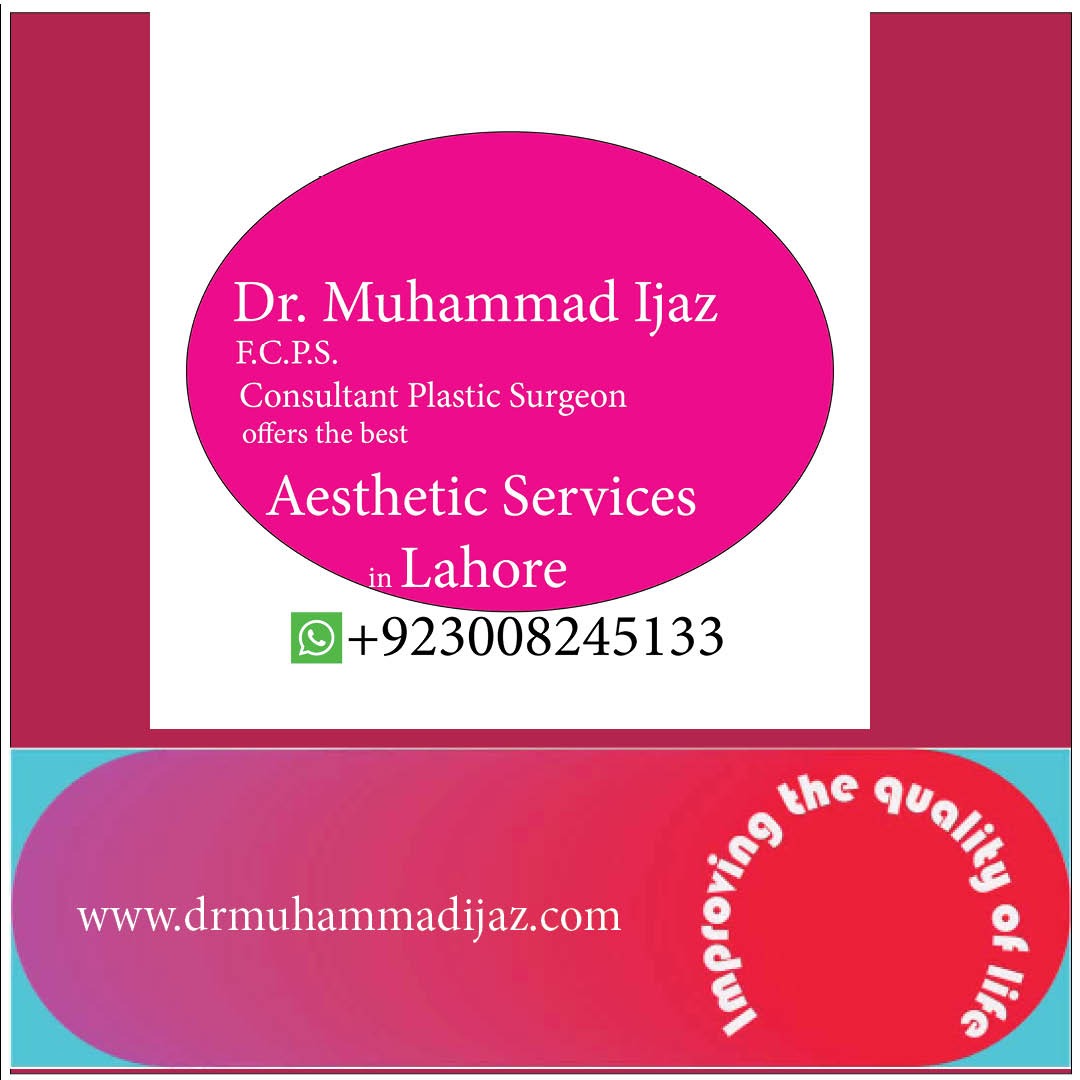 Dr. Muhammad Ijaz
F.C.P.S.
Consultant Plastic Surgeon
offers the best
Aesthetic Services
in Lahore
+923008245133
www.drmuhammadijaz.com
Improving the quality of life